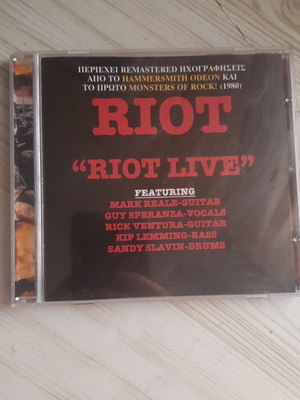 ΠΕΡΙΕΧΕΙ REMASTERED ΗΧΟΓΡΑΦΗΣΕΙΣ
ΑΠΟ ΤΟ HAMMERSMITH ODEON ΚΑΙ
ΤΟ ΠΡΩΤΟ MONSTERS OF ROCK! (1980)
RIOT
“RIOT LIVE”
FEATURING
MARK REALE-GUITAR
GUY SPERANZA-VOCALS
RICK VENTURA-GUITAR
KIP LEMMING-BASS
SANDY SLAVIN-DRUMS